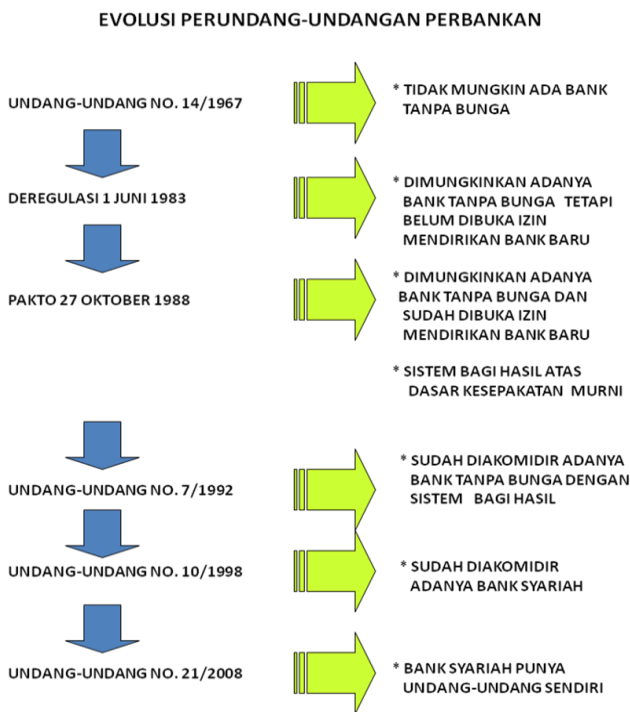 EVOLUSI PERUNDANG-UNDANGAN PERBANKAN
UNDANG-UNDANG NO. 14/1967
* TIDAK MUNGKIN ADA BANK
TANPA BUNGA
DEREGULASI 1 JUNI 1983
* DIMUNGKINKAN ADANYA
BANK TANPA BUNGA TETAPI
BELUM DIBUKA IZIN
MENDIRIKAN BANK BARU
PAKTO 27 OKTOBER 1988
* DIMUNGKINKAN ADANYA
BANK TANPA BUNGA DAN
SUDAH DIBUKA IZIN
MENDIRIKAN BANK BARU
* SISTEM BAGI HASIL ATAS
DASAR KESEPAKATAN MURNI
UNDANG-UNDANG NO. 7/1992
* SUDAH DIAKOMIDIR ADANYA
BANK TANPA BUNGA DENGAN
SISTEM BAGI HASIL
UNDANG-UNDANG NO. 10/1998
* SUDAH DIAKOMIDIR
ADANYA BANK SYARIAH
UNDANG-UNDANG NO. 21/2008
* BANK SYARIAH PUNYA
UNDANG-UNDANG SENDIRI